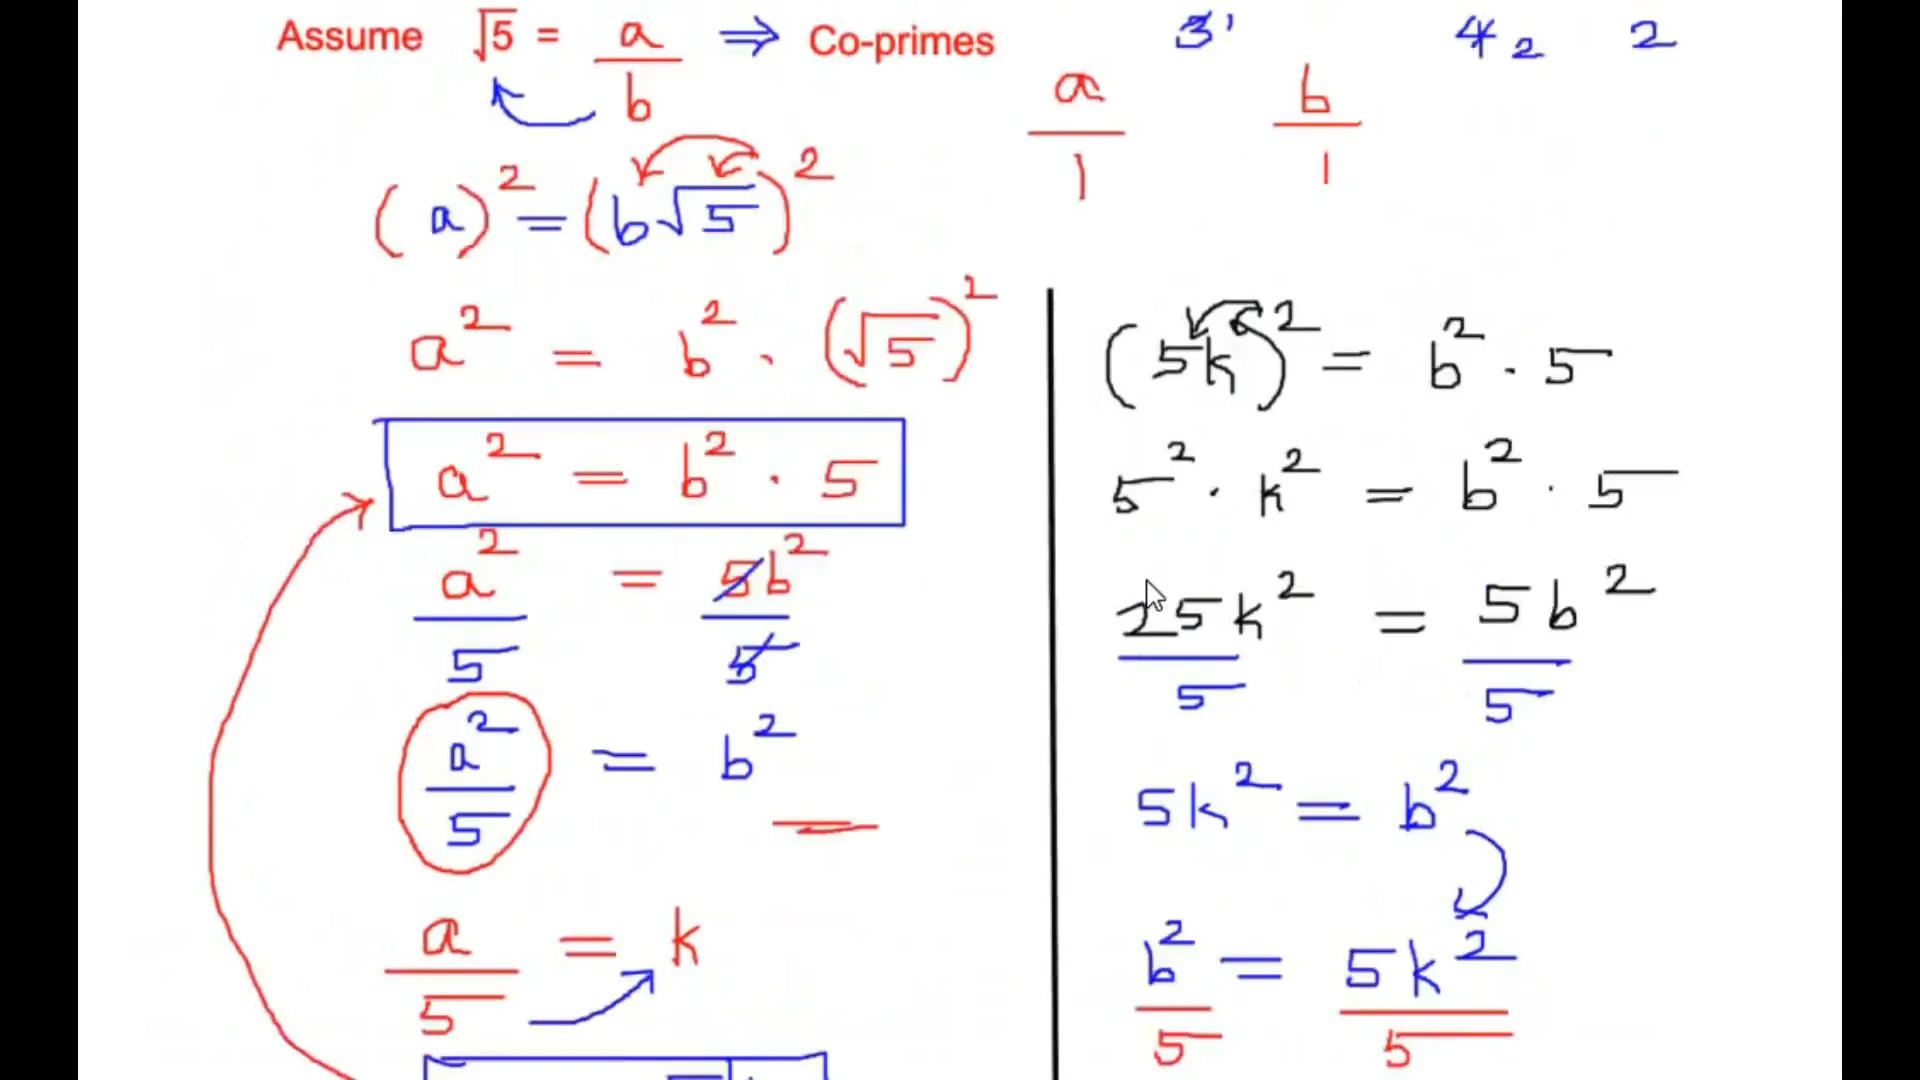 Assume √5 = a/b ⇒ Co-primes
3' 4 2 2
a/1 b/1
(a)² = (b√5)²
a² = b² · (√5)²
a² = b² · 5
a²/5 = 5b²/5
a²/5 = b²
a/5 = k
(5k)² = b² · 5
5² · k² = b² · 5
25k²/5 = 5b²/5
5k² = b²
b²/5 = 5k²/5